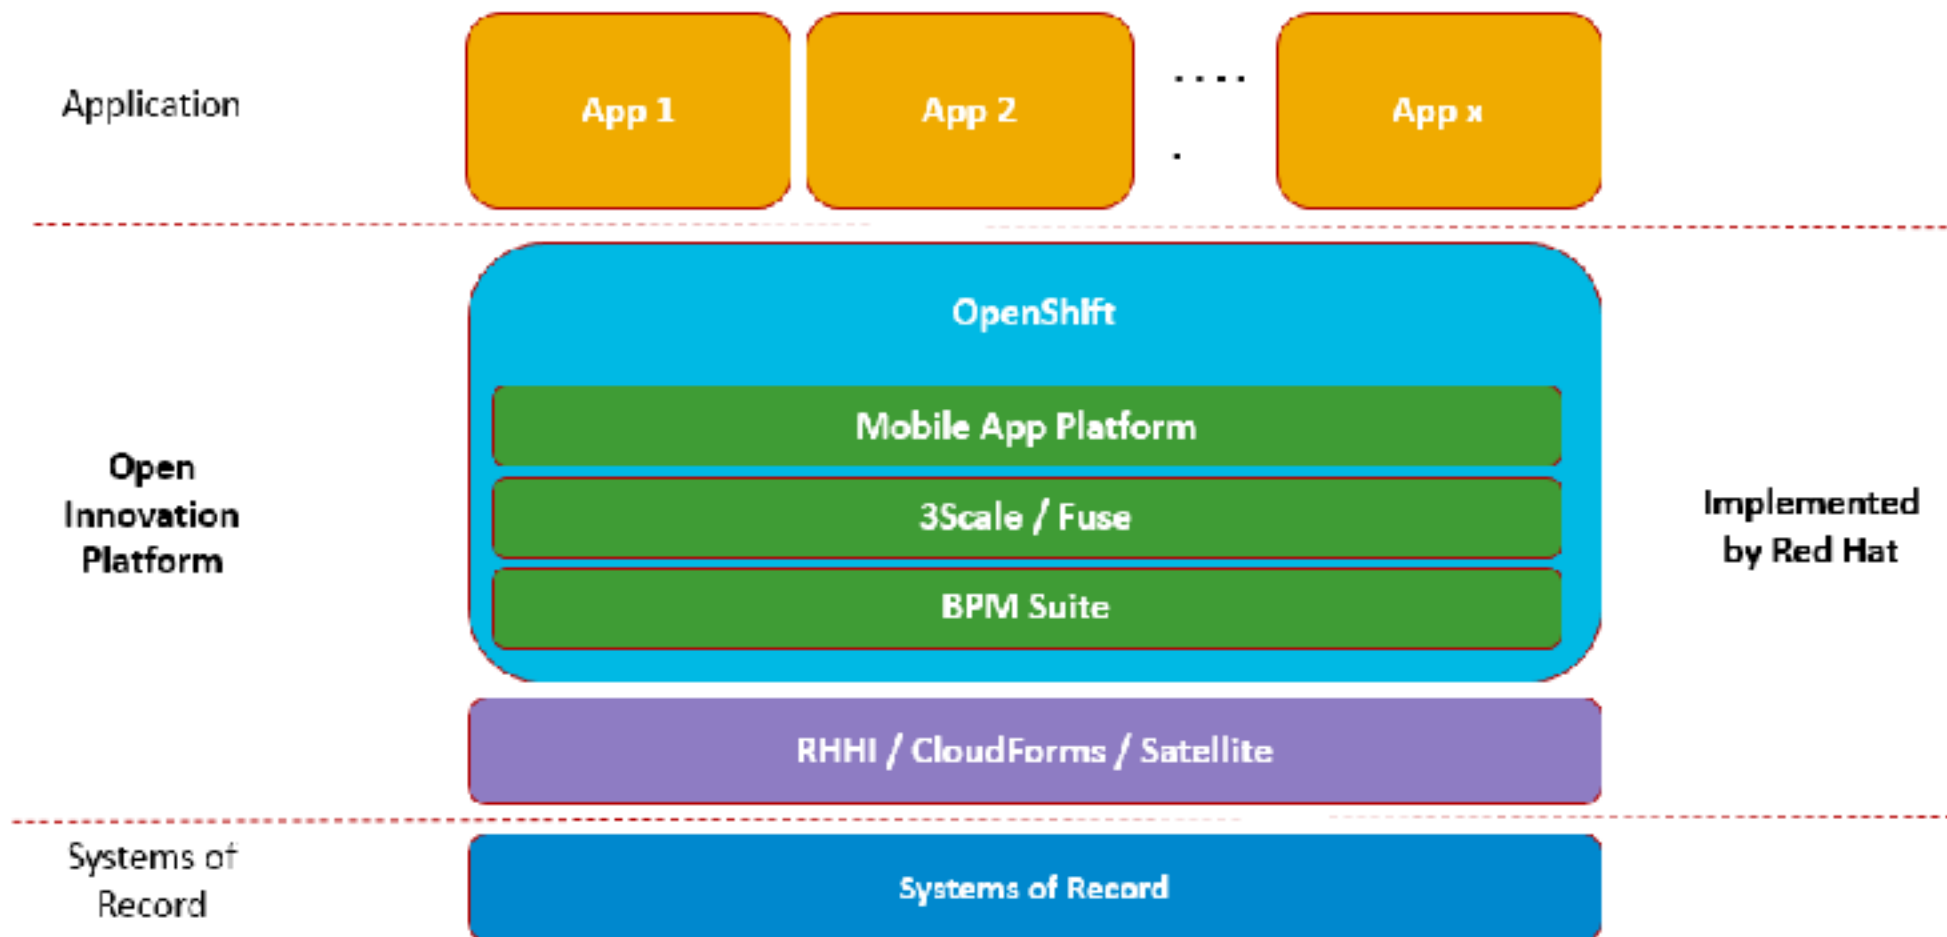 Application
App 1
App 2
....
.
App x
OpenShift
Mobile App Platform
3Scale / Fuse
BPM Suite
Open
Innovation
Platform
Implemented
by Red Hat
RHHI / CloudForms / Satellite
Systems of
Record
Systems of Record